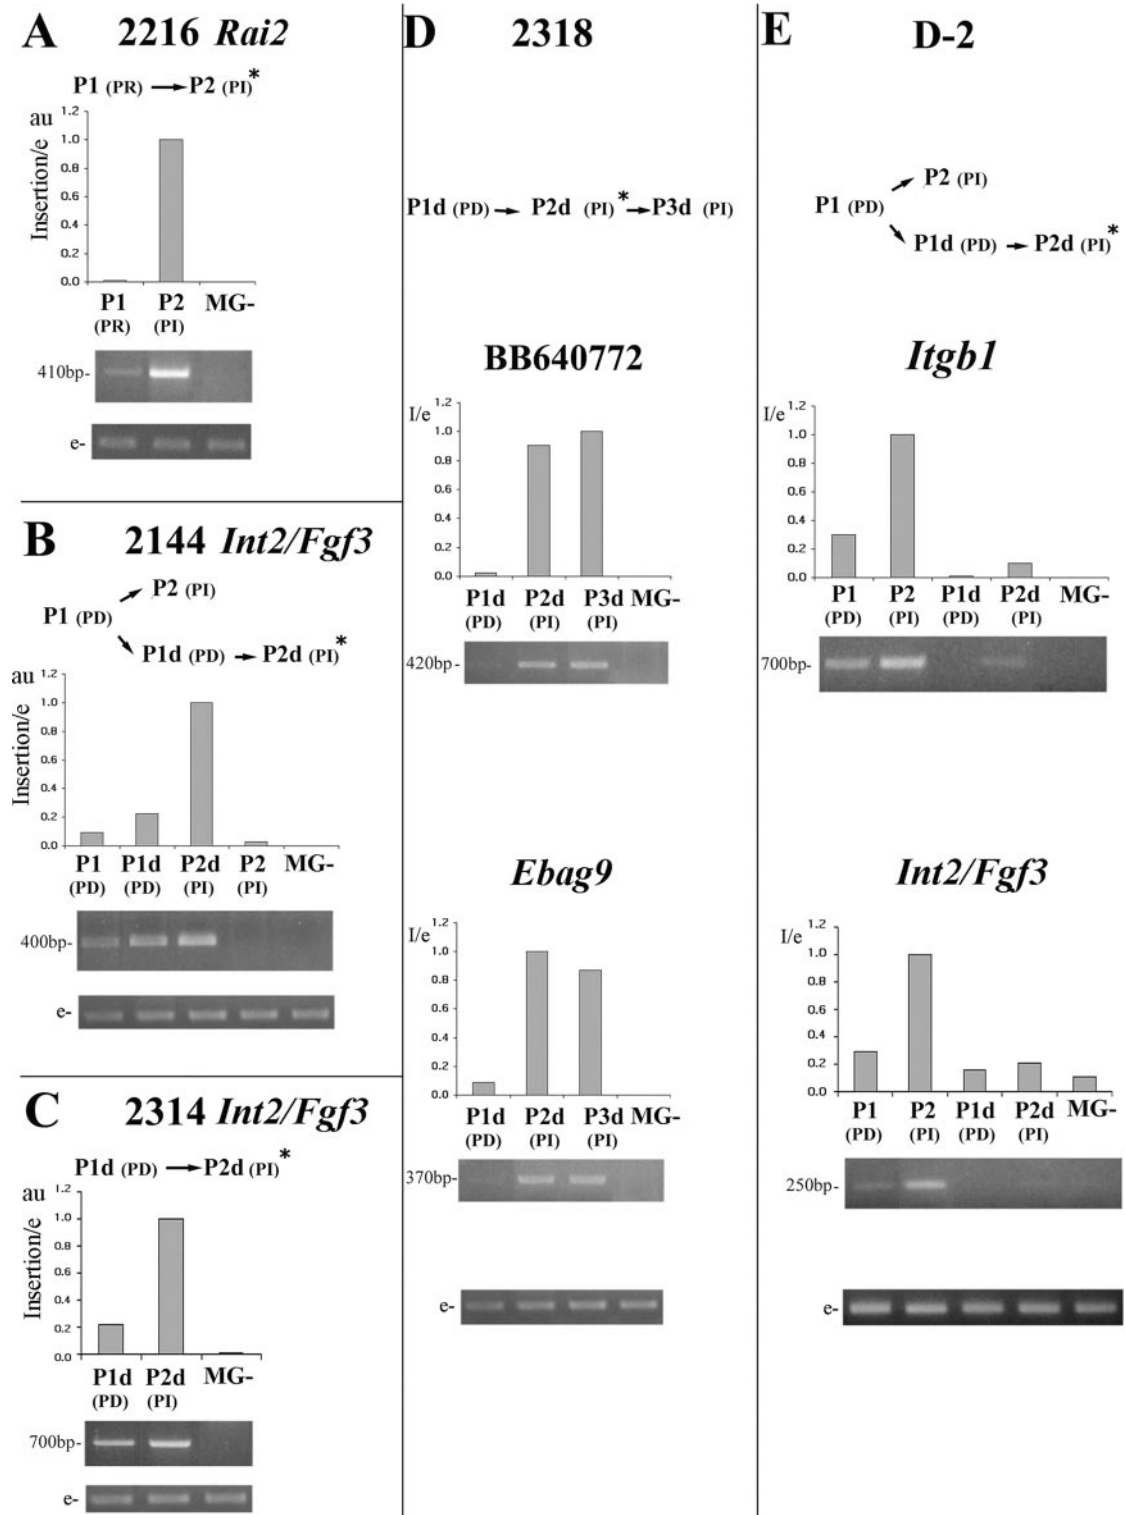 A 2216 Rai2
P1 (PR) → P2 (PI)*
au
Insertion/e
1.2
1.0
0.8
0.6
0.4
0.2
0.0
P1 P2 MG-
(PR) (PI)
410bp-
e-
B 2144 Int2/Fgf3
P2 (PI)
P1 (PD)
P1d (PD) → P2d (PI)*
au
Insertion/e
1.2
1.0
0.8
0.6
0.4
0.2
0.0
P1 P1d P2d P2 MG-
(PD) (PD) (PI) (PI)
400bp-
e-
C 2314 Int2/Fgf3
P1d (PD) → P2d (PI)*
au
Insertion/e
1.2
1.0
0.8
0.6
0.4
0.2
0.0
P1d P2d MG-
(PD) (PI)
700bp-
e-
D 2318
P1d (PD) → P2d (PI)* → P3d (PI)
BB640772
I/e
1.2
1.0
0.8
0.6
0.4
0.2
0.0
P1d P2d P3d MG-
(PD) (PI) (PI)
420bp-
Ebag9
I/e
1.2
1.0
0.8
0.6
0.4
0.2
0.0
P1d P2d P3d MG-
(PD) (PI) (PI)
370bp-
e-
E D-2
P2 (PI)
P1 (PD)
P1d (PD) → P2d (PI)*
Itgb1
I/e
1.2
1.0
0.8
0.6
0.4
0.2
0.0
P1 P2 P1d P2d MG-
(PD) (PI) (PD) (PI)
700bp-
Int2/Fgf3
I/e
1.2
1.0
0.8
0.6
0.4
0.2
0.0
P1 P2 P1d P2d MG-
(PD) (PI) (PD) (PI)
250bp-
e-